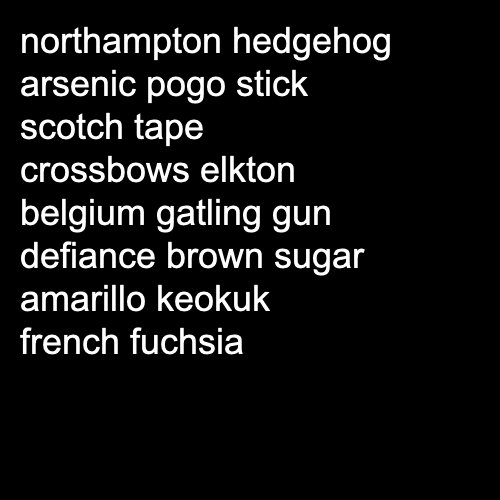 northampton hedgehog
arsenic pogo stick
scotch tape
crossbows elkton
belgium gatling gun
defiance brown sugar
amarillo keokuk
french fuchsia